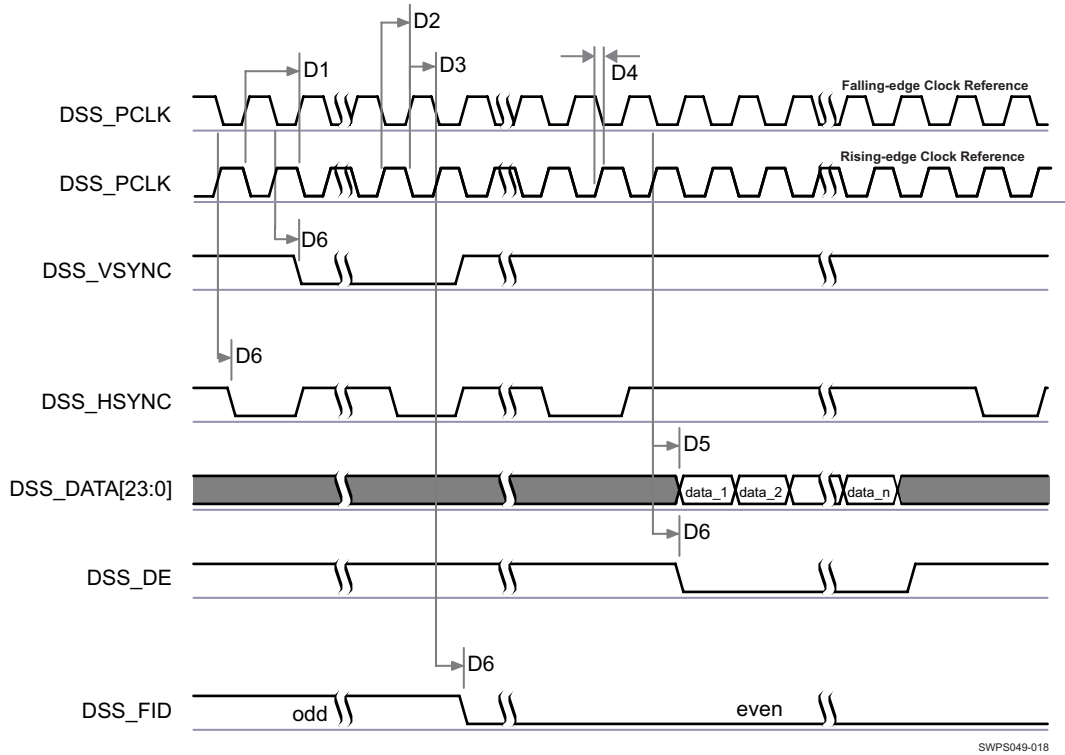 D2
D1
D3
D4
Falling-edge Clock Reference
DSS_PCLK
Rising-edge Clock Reference
DSS_PCLK
D6
DSS_VSYNC
D6
DSS_HSYNC
D5
DSS_DATA[23:0]
data_1 data_2 data_n
D6
DSS_DE
D6
DSS_FID
odd
even
SWPS049-018